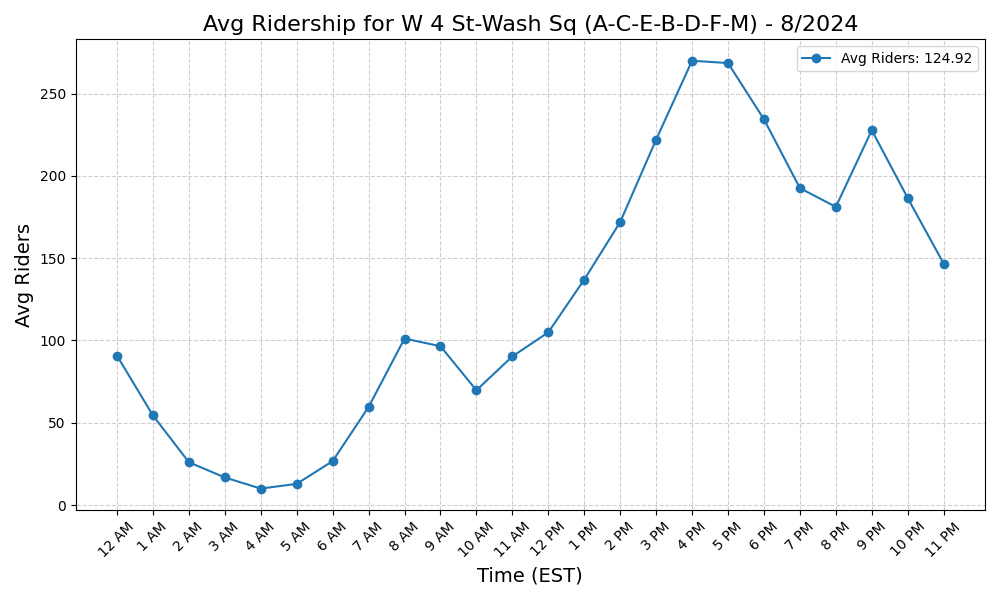 Avg Ridership for W 4 St-Wash Sq (A-C-E-B-D-F-M) - 8/2024
Avg Riders: 124.92
Avg Riders
250
200
150
100
50
0
12 AM
1 AM
2 AM
3 AM
4 AM
5 AM
6 AM
7 AM
8 AM
9 AM
10 AM
11 AM
12 PM
1 PM
2 PM
3 PM
4 PM
5 PM
6 PM
7 PM
8 PM
9 PM
10 PM
11 PM
Time (EST)